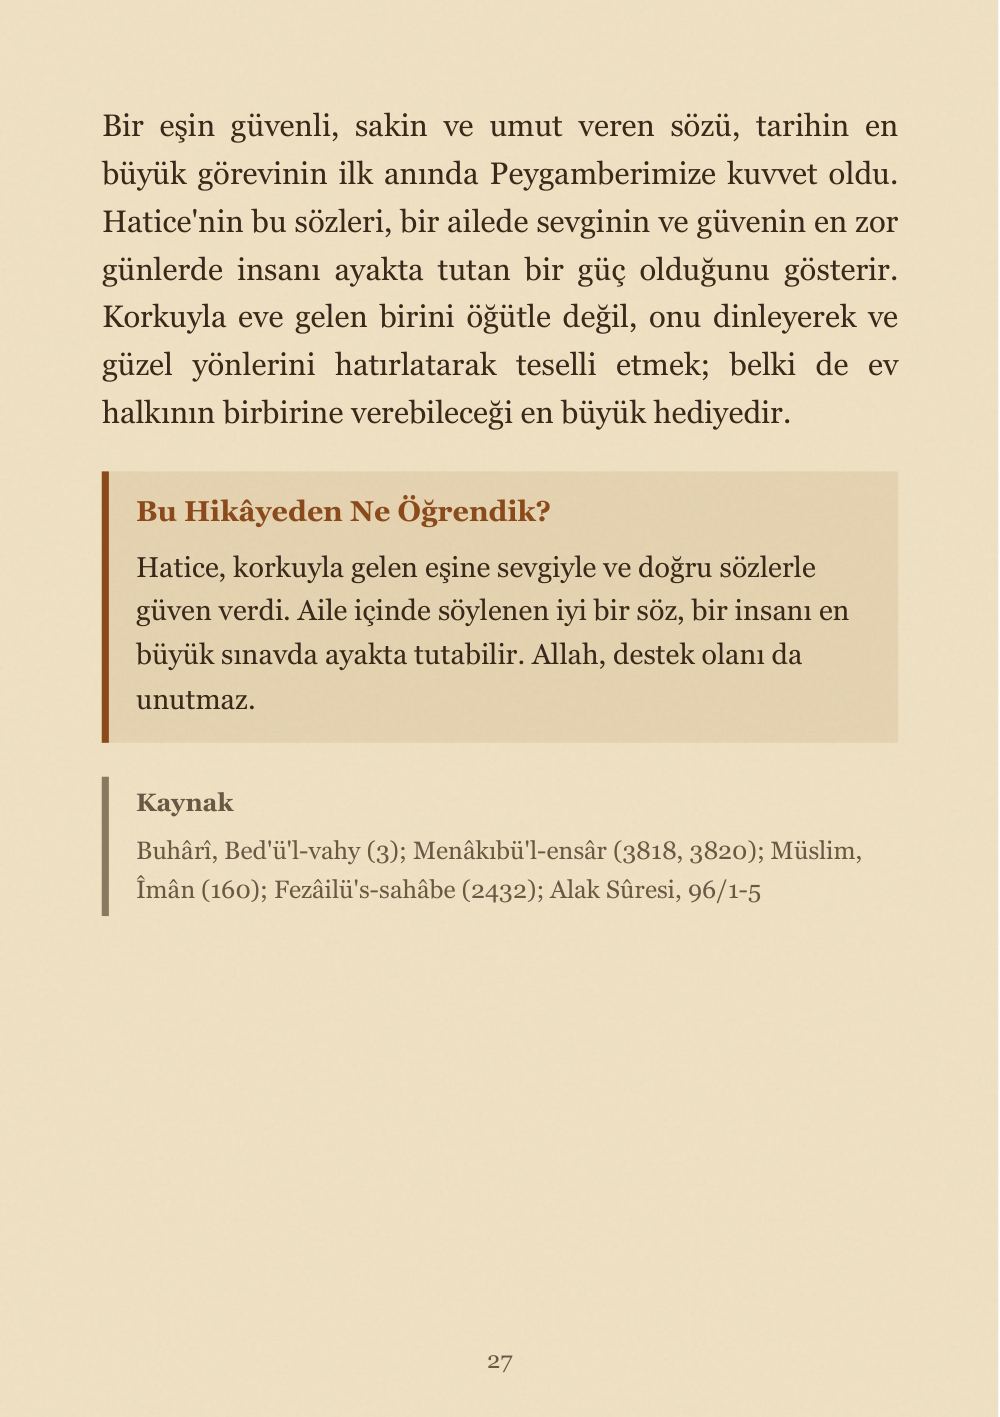 Bir eşin güvenli, sakin ve umut veren sözü, tarihin en
büyük görevinin ilk anında Peygamberimize kuvvet oldu.
Hatice'nin bu sözleri, bir ailede sevginin ve güvenin en zor
günlerde insanı ayakta tutan bir güç olduğunu gösterir.
Korkuyla eve gelen birini öğütle değil, onu dinleyerek ve
güzel yönlerini hatırlatarak teselli etmek; belki de ev
halkının birbirine verebileceği en büyük hediyedir.
Bu Hikâyeden Ne Öğrendik?
Hatice, korkuyla gelen eşine sevgiyle ve doğru sözlerle
güven verdi. Aile içinde söylenen iyi bir söz, bir insanı en
büyük sınavda ayakta tutabilir. Allah, destek olanı da
unutmaz.
Kaynak
Buhârî, Bed'ü'l-vahy (3); Menâkıbü'l-ensâr (3818, 3820); Müslim,
Îmân (160); Fezâilü's-sahâbe (2432); Alak Sûresi, 96/1-5
27